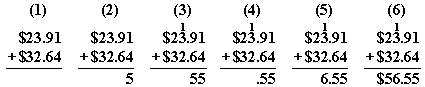 (1) (2) (3) (4) (5) (6)
1 1 1 1
$23.91 $23.91 $23.91 $23.91 $23.91 $23.91
+$32.64 +$32.64 +$32.64 +$32.64 +$32.64 +$32.64
5 55 .55 6.55 $56.55